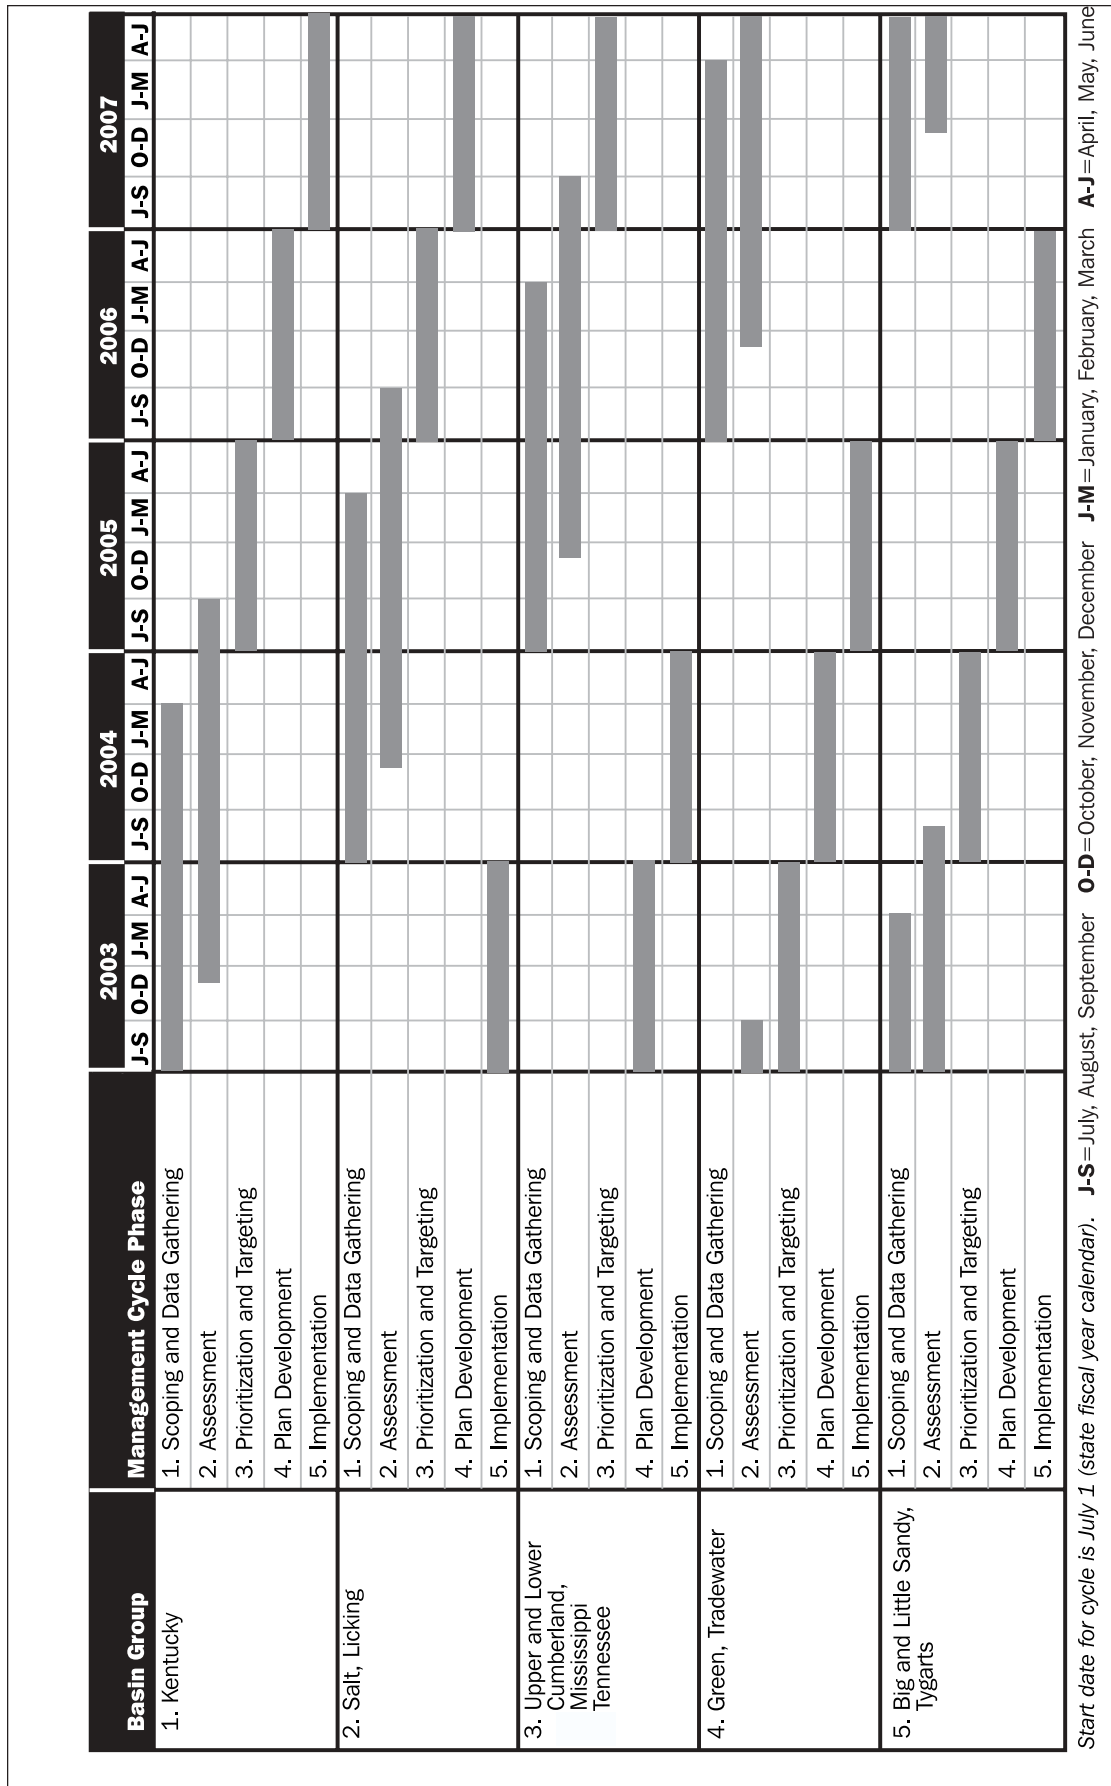 Basin Group Management Cycle Phase 2003 2004 2005 2006 2007
J-S O-D J-M A-J J-S O-D J-M A-J J-S O-D J-M A-J J-S O-D J-M A-J J-S O-D J-M A-J
1. Kentucky
1. Scoping and Data Gathering
2. Assessment
3. Prioritization and Targeting
4. Plan Development
5. Implementation
2. Salt, Licking
1. Scoping and Data Gathering
2. Assessment
3. Prioritization and Targeting
4. Plan Development
5. Implementation
3. Upper and Lower
Cumberland,
Mississippi
Tennessee
1. Scoping and Data Gathering
2. Assessment
3. Prioritization and Targeting
4. Plan Development
5. Implementation
4. Green, Tradewater
1. Scoping and Data Gathering
2. Assessment
3. Prioritization and Targeting
4. Plan Development
5. Implementation
5. Big and Little Sandy,
Tygarts
1. Scoping and Data Gathering
2. Assessment
3. Prioritization and Targeting
4. Plan Development
5. Implementation
Start date for cycle is July 1 (state fiscal year calendar). J-S=July, August, September O-D=October, November, December J-M=January, February, March A-J=April, May, June